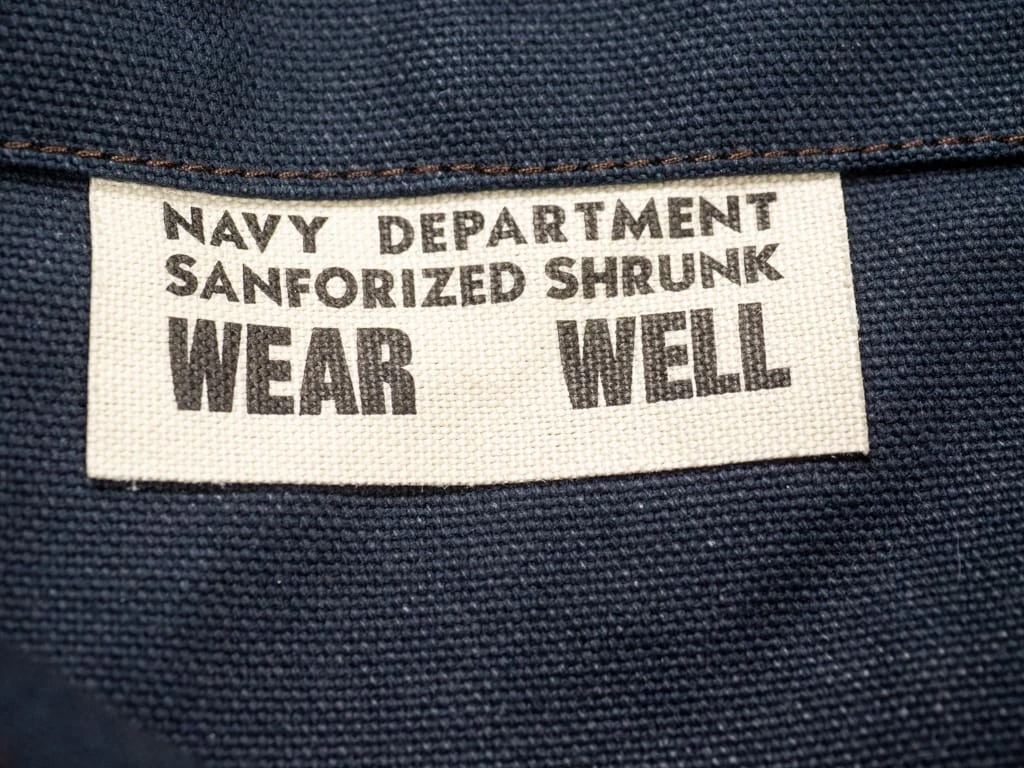 NAVY DEPARTMENT
SANFORIZED SHRUNK
WEAR WELL